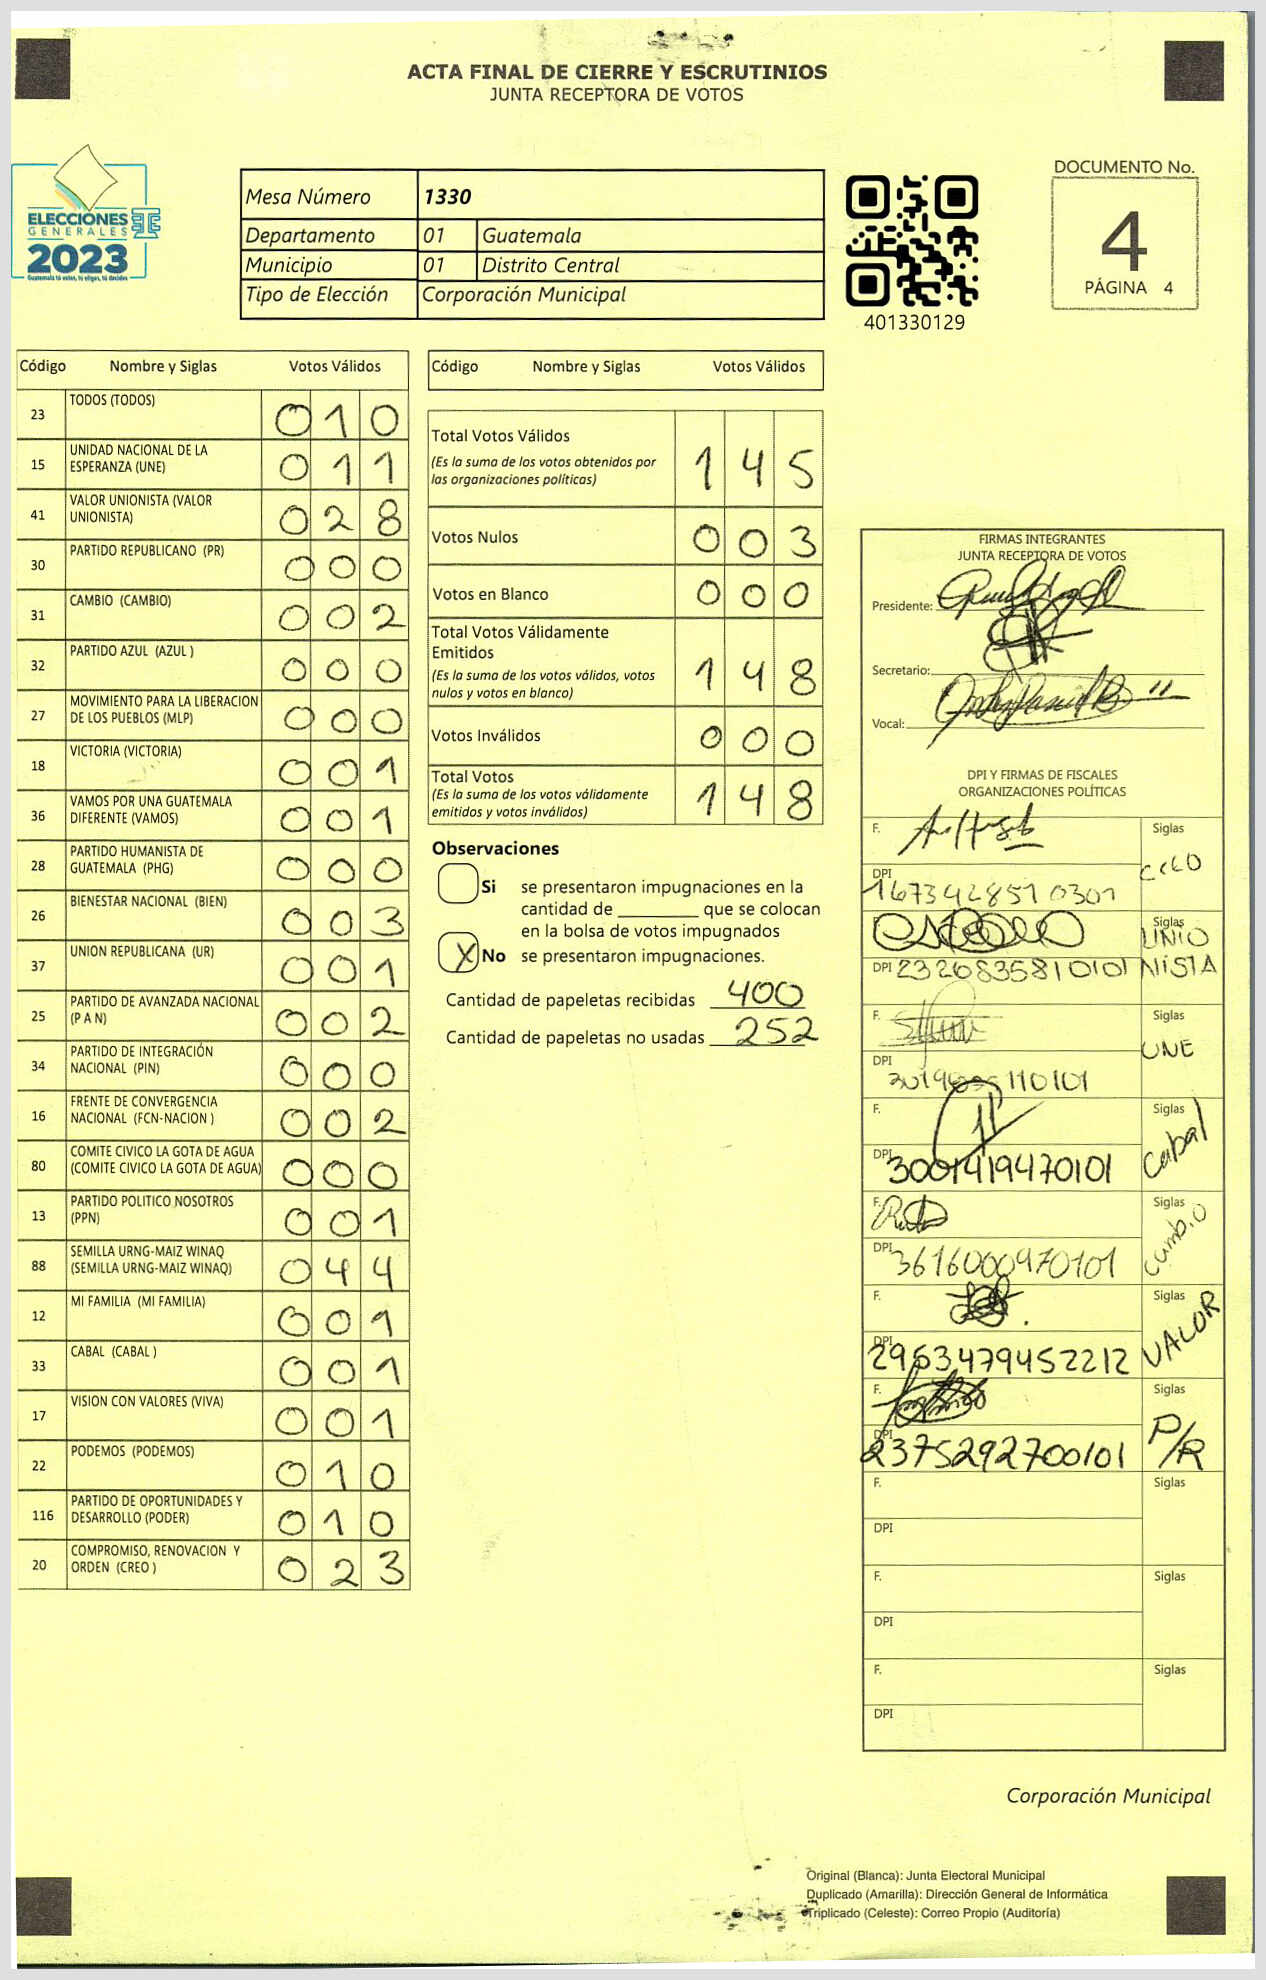 ACTA FINAL DE CIERRE Y ESCRUTINIOS
JUNTA RECEPTORA DE VOTOS
ELECCIONES
GENERALES
2023
Guatemala tú votas, tú eliges, tú decides
Mesa Número 1330
Departamento 01 Guatemala
Municipio 01 Distrito Central
Tipo de Elección Corporación Municipal
401330129
DOCUMENTO No.
4
PÁGINA 4
Código Nombre y Siglas Votos Válidos
23 TODOS (TODOS) 0 1 0
15 UNIDAD NACIONAL DE LA ESPERANZA (UNE) 0 1 1
41 VALOR UNIONISTA (VALOR UNIONISTA) 0 2 8
30 PARTIDO REPUBLICANO (PR) 0 0 0
31 CAMBIO (CAMBIO) 0 0 2
32 PARTIDO AZUL (AZUL ) 0 0 0
27 MOVIMIENTO PARA LA LIBERACION DE LOS PUEBLOS (MLP) 0 0 0
18 VICTORIA (VICTORIA) 0 0 1
36 VAMOS POR UNA GUATEMALA DIFERENTE (VAMOS) 0 0 1
28 PARTIDO HUMANISTA DE GUATEMALA (PHG) 0 0 0
26 BIENESTAR NACIONAL (BIEN) 0 0 3
37 UNION REPUBLICANA (UR) 0 0 1
25 PARTIDO DE AVANZADA NACIONAL (P A N) 0 0 2
34 PARTIDO DE INTEGRACIÓN NACIONAL (PIN) 0 0 0
16 FRENTE DE CONVERGENCIA NACIONAL (FCN-NACION ) 0 0 2
80 COMITE CIVICO LA GOTA DE AGUA (COMITE CIVICO LA GOTA DE AGUA) 0 0 0
13 PARTIDO POLITICO NOSOTROS (PPN) 0 0 1
88 SEMILLA URNG-MAIZ WINAQ (SEMILLA URNG-MAIZ WINAQ) 0 4 4
12 MI FAMILIA (MI FAMILIA) 0 0 1
33 CABAL (CABAL ) 0 0 1
17 VISION CON VALORES (VIVA) 0 0 1
22 PODEMOS (PODEMOS) 0 1 0
116 PARTIDO DE OPORTUNIDADES Y DESARROLLO (PODER) 0 1 0
20 COMPROMISO, RENOVACION Y ORDEN (CREO ) 0 2 3
Código Nombre y Siglas Votos Válidos
Total Votos Válidos 1 4 5
(Es la suma de los votos obtenidos por
las organizaciones políticas)
Votos Nulos 0 0 3
Votos en Blanco 0 0 0
Total Votos Válidamente
Emitidos 1 4 8
(Es la suma de los votos válidos, votos
nulos y votos en blanco)
Votos Inválidos 0 0 0
Total Votos 1 4 8
(Es la suma de los votos válidamente
emitidos y votos inválidos)
Observaciones
Si se presentaron impugnaciones en la
cantidad de ________ que se colocan
en la bolsa de votos impugnados
X No se presentaron impugnaciones.
Cantidad de papeletas recibidas 400
Cantidad de papeletas no usadas 252
FIRMAS INTEGRANTES
JUNTA RECEPTORA DE VOTOS
Presidente:
Secretario:
Vocal:
DPI Y FIRMAS DE FISCALES
ORGANIZACIONES POLÍTICAS
F. Siglas
DPI 1673428510301
F. Siglas UNIO
DPI 2326835810101 NISTA
F. Siglas UNE
DPI
F. Siglas Cabal
DPI 3001419470101
F. Siglas Cambio
DPI 3616000970101
F. Siglas VALOR
DPI 2953479452212
F. Siglas P/R
DPI 2375292700101
F. Siglas
DPI
F. Siglas
DPI
F. Siglas
DPI
Corporación Municipal
Original (Blanca): Junta Electoral Municipal
Duplicado (Amarilla): Dirección General de Informática
Triplicado (Celeste): Correo Propio (Auditoría)